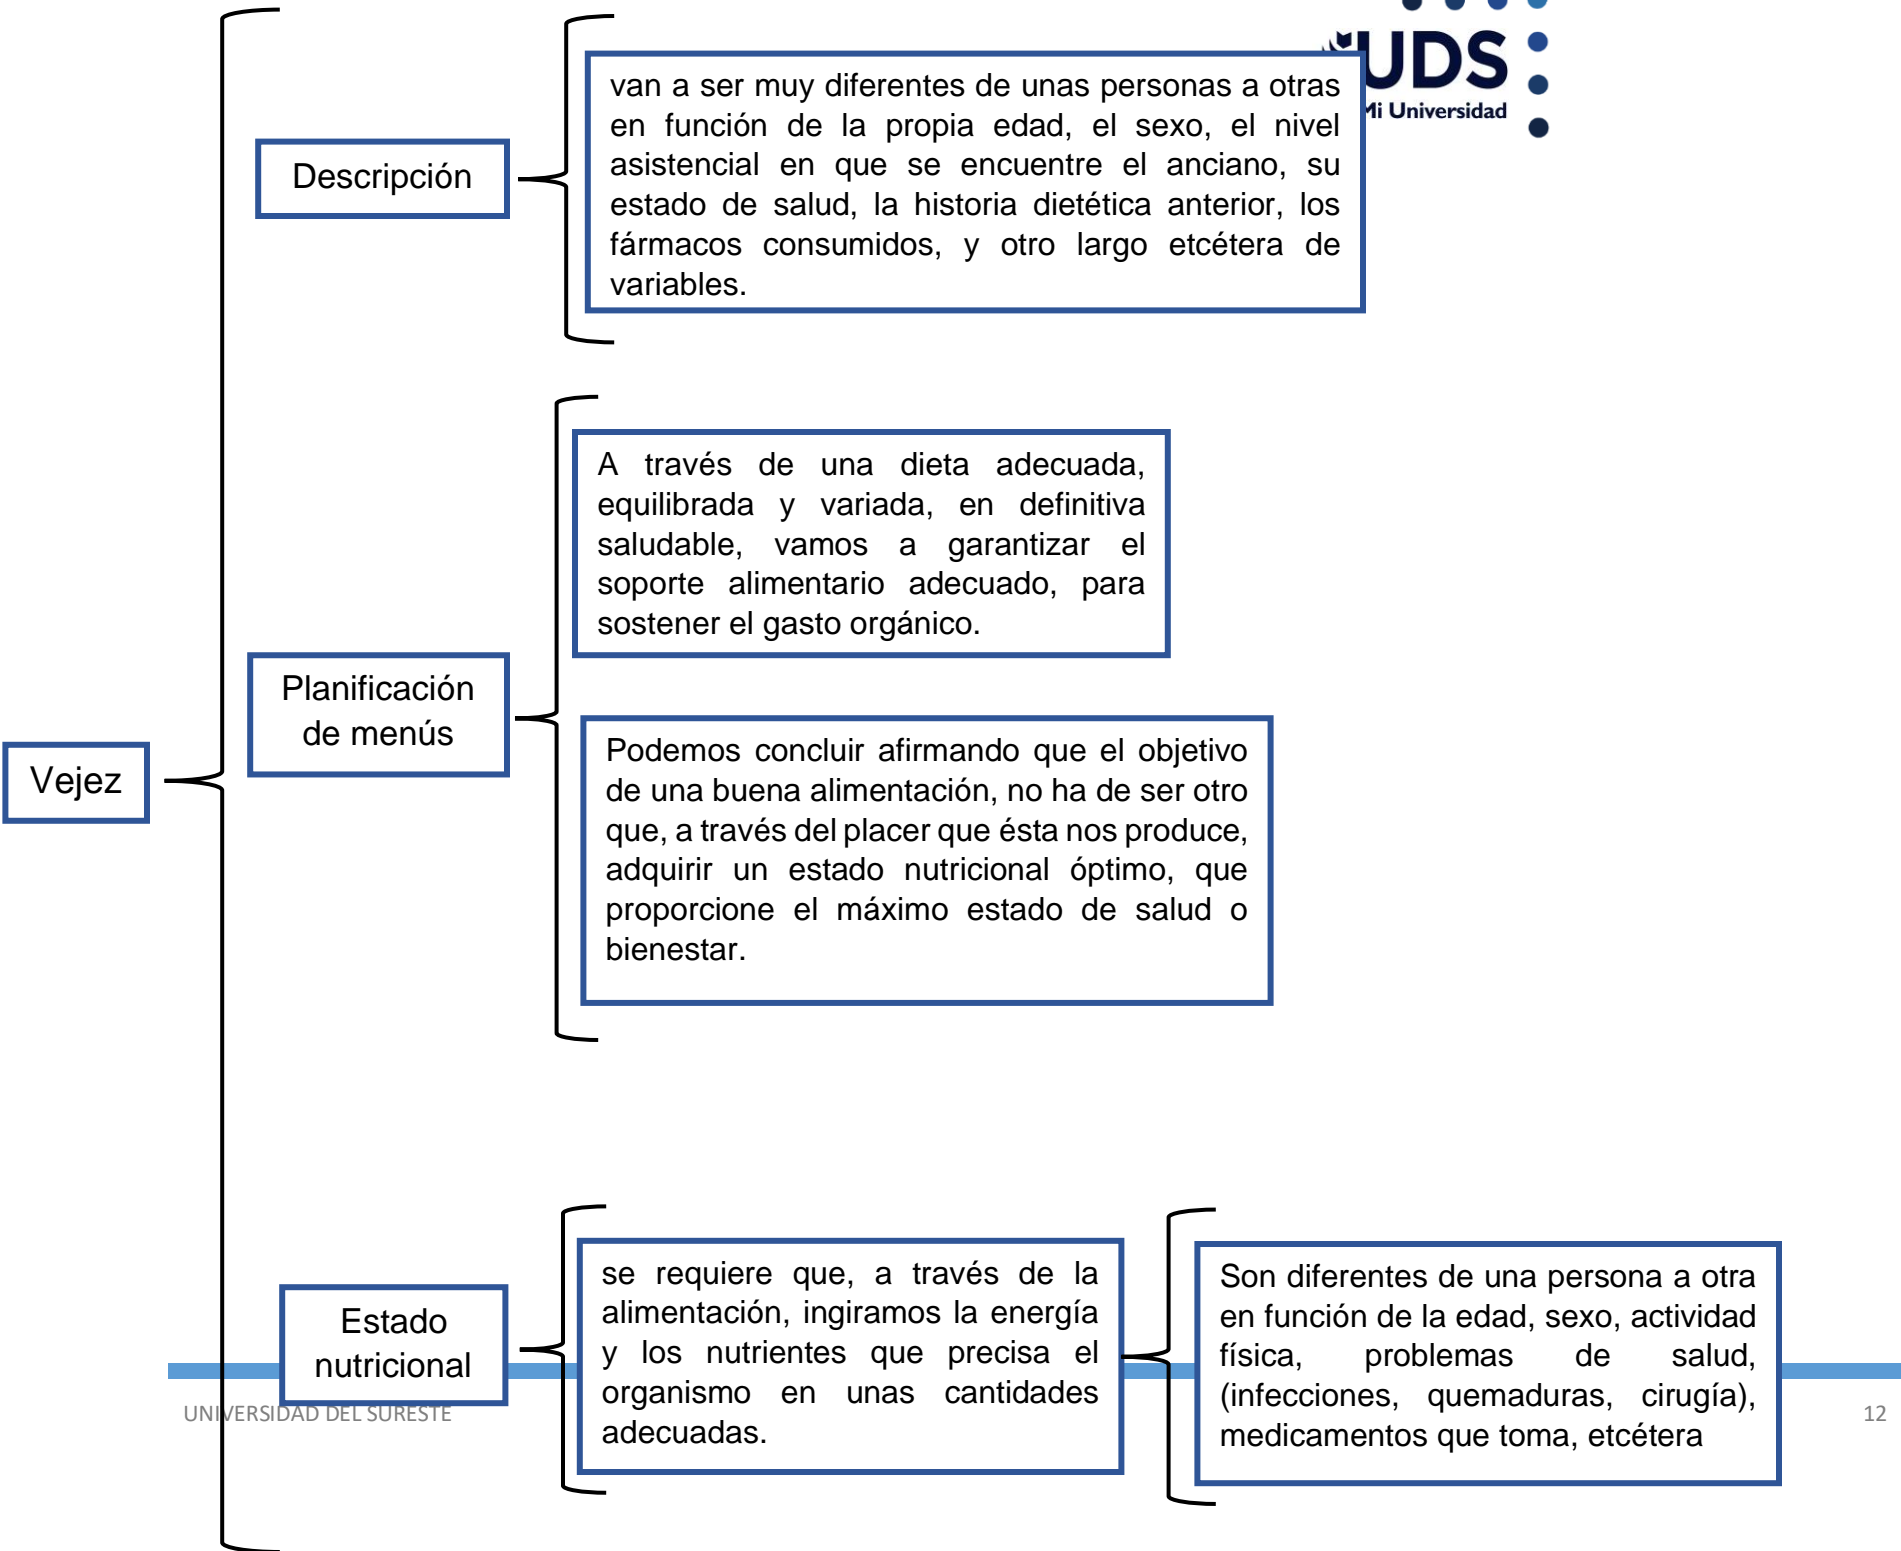 UDS
Mi Universidad
van a ser muy diferentes de unas personas a otras
en función de la propia edad, el sexo, el nivel
asistencial en que se encuentre el anciano, su
estado de salud, la historia dietética anterior, los
fármacos consumidos, y otro largo etcétera de
variables.
Descripción
A través de una dieta adecuada,
equilibrada y variada, en definitiva
saludable, vamos a garantizar el
soporte alimentario adecuado, para
sostener el gasto orgánico.
Planificación
de menús
Podemos concluir afirmando que el objetivo
de una buena alimentación, no ha de ser otro
que, a través del placer que ésta nos produce,
adquirir un estado nutricional óptimo, que
proporcione el máximo estado de salud o
bienestar.
Vejez
Estado
nutricional
se requiere que, a través de la
alimentación, ingiramos la energía
y los nutrientes que precisa el
organismo en unas cantidades
adecuadas.
Son diferentes de una persona a otra
en función de la edad, sexo, actividad
física, problemas de salud,
(infecciones, quemaduras, cirugía),
medicamentos que toma, etcétera
UNIVERSIDAD DEL SURESTE
12